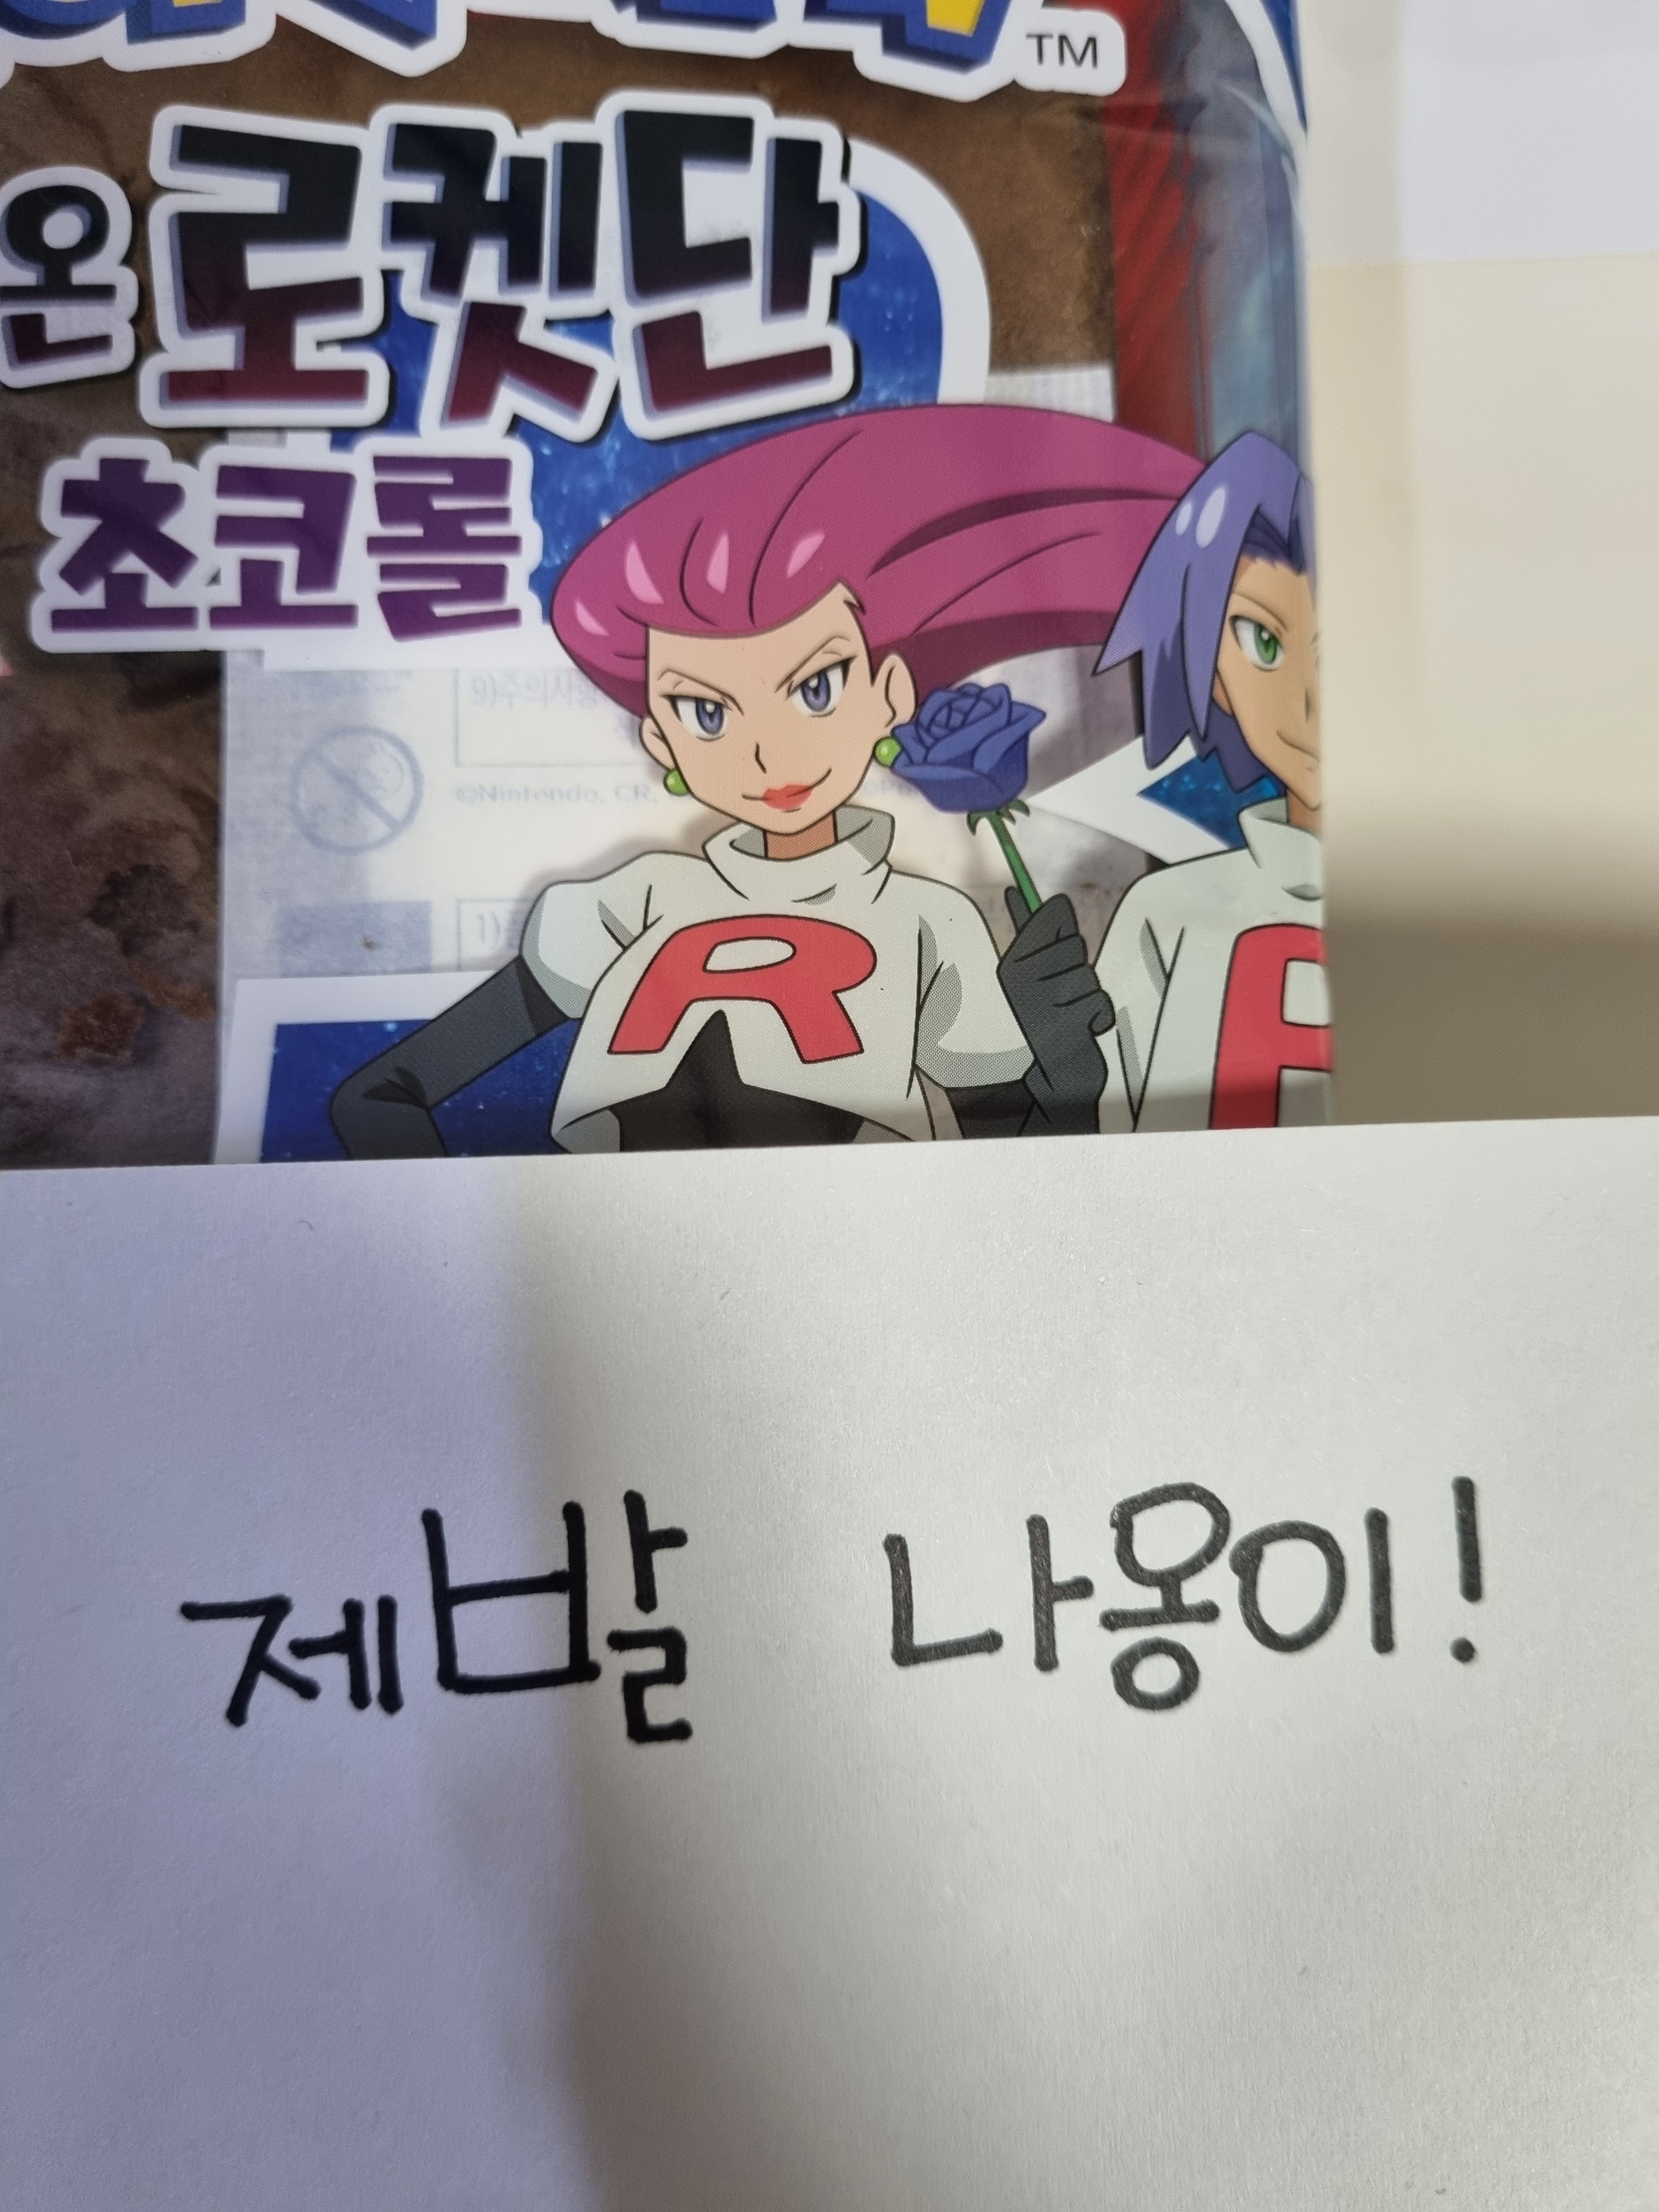 TM
온 로켓단
초코롤
9)주의사항
©Nintendo, CR,
R
1)
제발 나옹이!